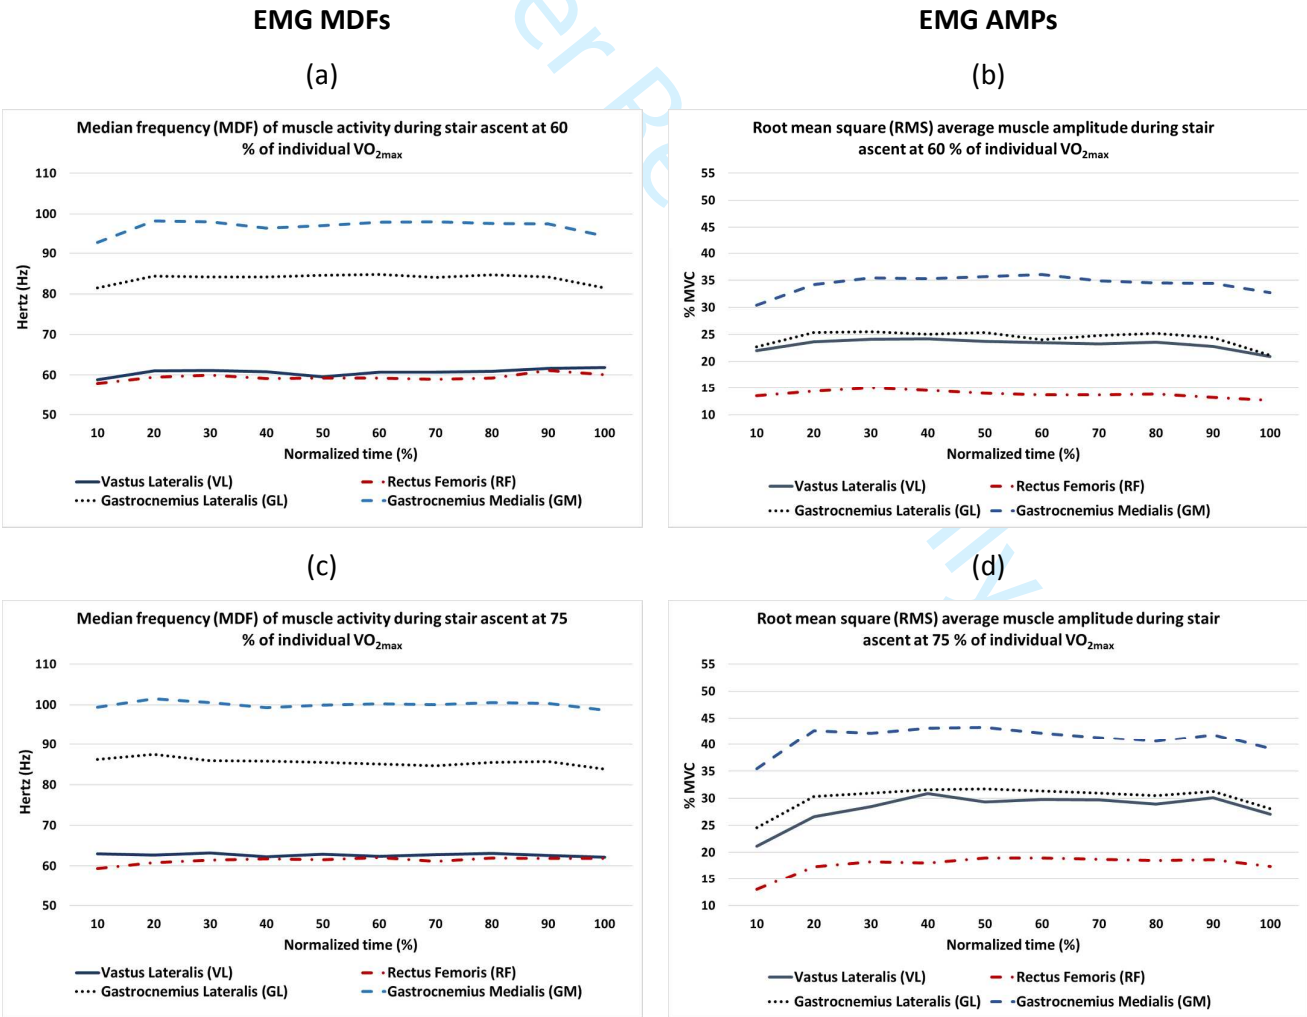 EMG MDFs
EMG AMPs
(a)
(b)
Median frequency (MDF) of muscle activity during stair ascent at 60
% of individual VO2max
110
100
90
80
70
60
50
Hertz (Hz)
10 20 30 40 50 60 70 80 90 100
Normalized time (%)
Vastus Lateralis (VL)
Rectus Femoris (RF)
Gastrocnemius Lateralis (GL)
Gastrocnemius Medialis (GM)
Root mean square (RMS) average muscle amplitude during stair
ascent at 60 % of individual VO2max
55
50
45
40
35
30
25
20
15
10
% MVC
10 20 30 40 50 60 70 80 90 100
Normalized time (%)
Vastus Lateralis (VL)
Rectus Femoris (RF)
Gastrocnemius Lateralis (GL)
Gastrocnemius Medialis (GM)
(c)
(d)
Median frequency (MDF) of muscle activity during stair ascent at 75
% of individual VO2max
110
100
90
80
70
60
50
Hertz (Hz)
10 20 30 40 50 60 70 80 90 100
Normalized time (%)
Vastus Lateralis (VL)
Rectus Femoris (RF)
Gastrocnemius Lateralis (GL)
Gastrocnemius Medialis (GM)
Root mean square (RMS) average muscle amplitude during stair
ascent at 75 % of individual VO2max
55
50
45
40
35
30
25
20
15
10
% MVC
10 20 30 40 50 60 70 80 90 100
Normalized time (%)
Vastus Lateralis (VL)
Rectus Femoris (RF)
Gastrocnemius Lateralis (GL)
Gastrocnemius Medialis (GM)